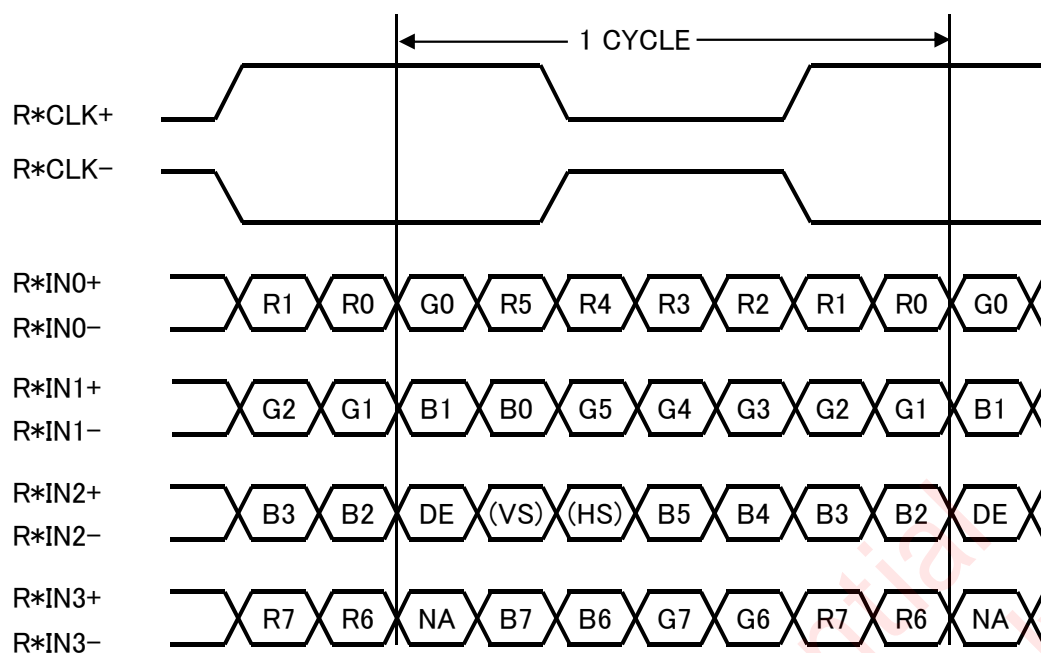 1 CYCLE
R*CLK+
R*CLK-
R*IN0+
R1 R0 G0 R5 R4 R3 R2 R1 R0 G0
R*IN0-
R*IN1+
G2 G1 B1 B0 G5 G4 G3 G2 G1 B1
R*IN1-
R*IN2+
B3 B2 DE (VS) (HS) B5 B4 B3 B2 DE
R*IN2-
R*IN3+
R7 R6 NA B7 B6 G7 G6 R7 R6 NA
R*IN3-